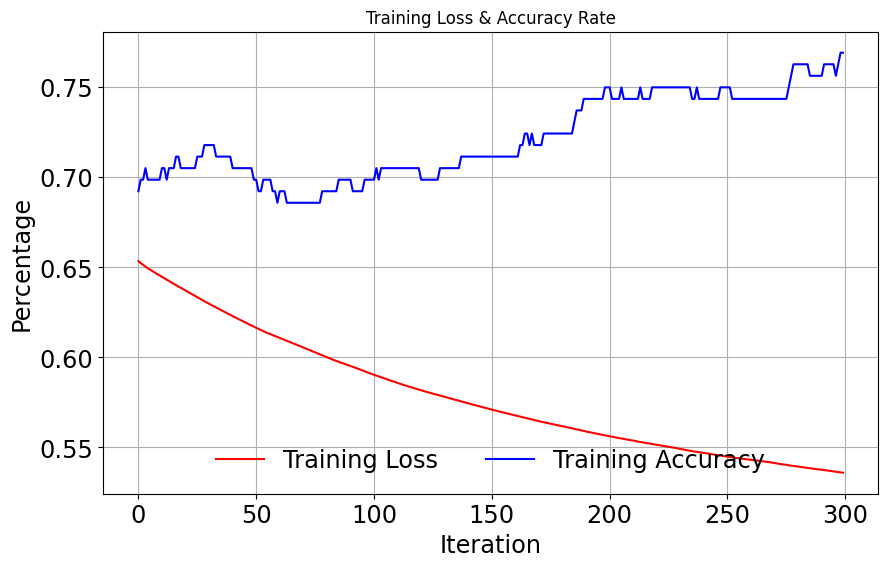 Training Loss & Accuracy Rate
Percentage
0.75
0.70
0.65
0.60
0.55
Training Loss
Training Accuracy
0 50 100 150 200 250 300
Iteration